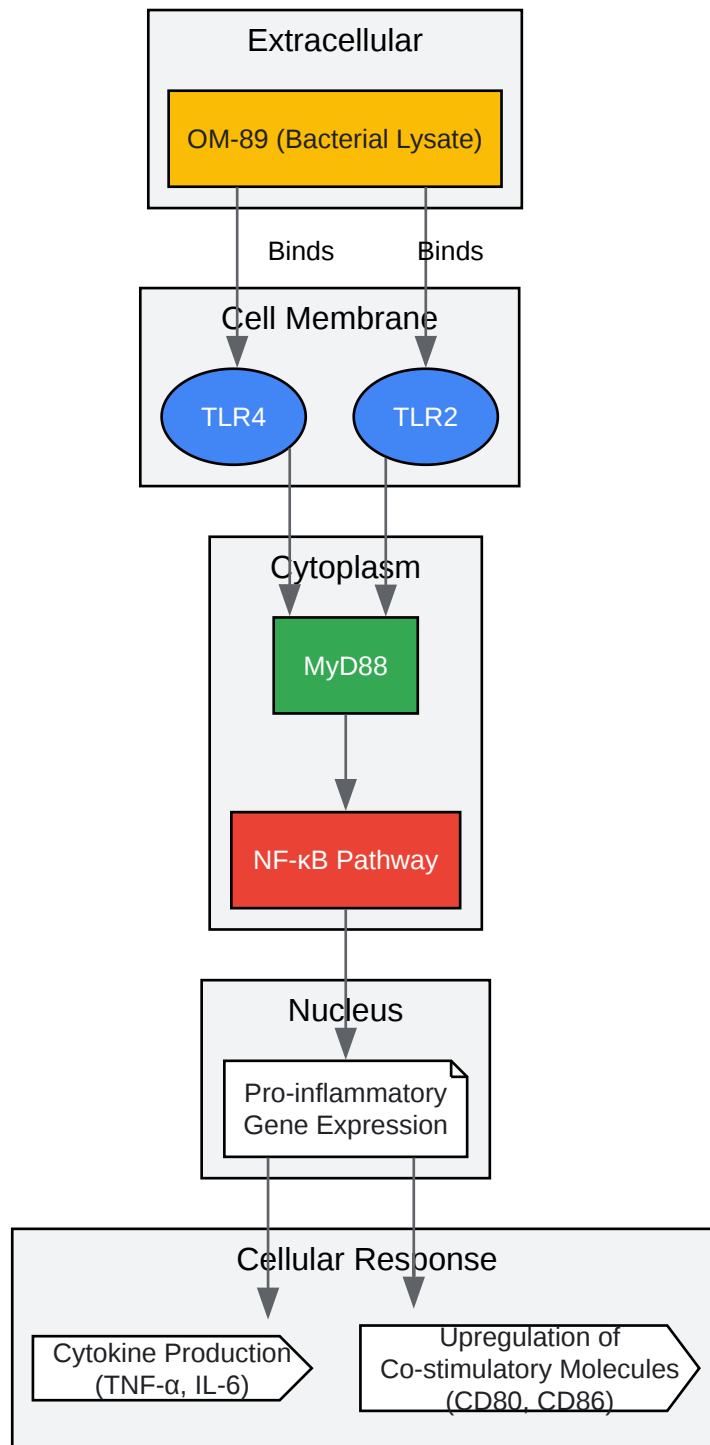 Extracellular
OM-89 (Bacterial Lysate)
Binds
Binds
Cell Membrane
TLR4
TLR2
Cytoplasm
MyD88
NF-κB Pathway
Nucleus
Pro-inflammatory
Gene Expression
Cellular Response
Cytokine Production
(TNF-α, IL-6)
Upregulation of
Co-stimulatory Molecules
(CD80, CD86)